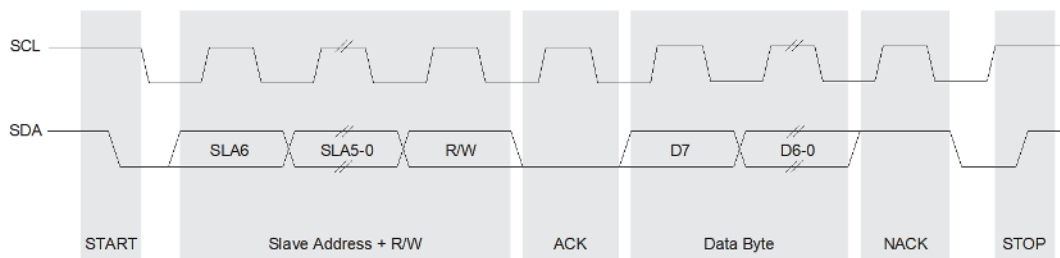 SCL
SDA
SLA6 SLA5-0 R/W D7 D6-0
START Slave Address + R/W ACK Data Byte NACK STOP